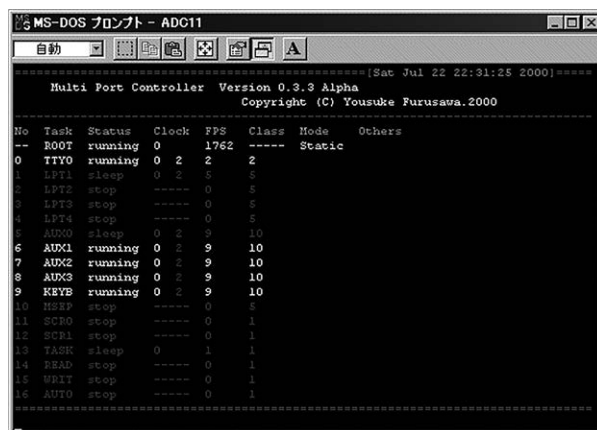 MS-DOS プロンプト - ADC11
自動
[Sat Jul 22 22:31:25 2000]
Multi Port Controller Version 0.3.3 Alpha
Copyright (C) Yousuke Furusawa.2000
No Task Status Clock FPS Class Mode Others
-- ROOT running 0 1762 ----- Static
0 TTY0 running 0 2 2 2
1 LPT1 sleep 0 2 5 5
2 LPT2 stop ----- 0 5
3 LPT3 stop ----- 0 5
4 LPT4 stop ----- 0 5
5 AUX0 sleep 0 2 9 10
6 AUX1 running 0 2 9 10
7 AUX2 running 0 2 9 10
8 AUX3 running 0 2 9 10
9 KEYB running 0 2 9 10
10 MSEP stop ----- 0 5
11 SCR0 stop ----- 0 1
12 SCR1 stop ----- 0 1
13 TASK sleep 0 1 1
14 READ stop ----- 0 1
15 WRIT stop ----- 0 1
16 AUTO stop ----- 0 1